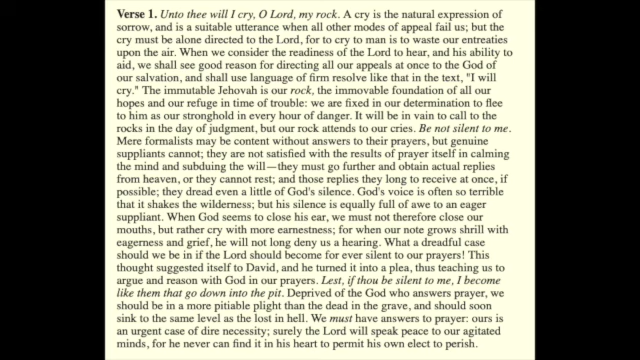 Verse 1. Unto thee will I cry, O Lord, my rock. A cry is the natural expression of
sorrow, and is a suitable utterance when all other modes of appeal fail us; but the
cry must be alone directed to the Lord, for to cry to man is to waste our entreaties
upon the air. When we consider the readiness of the Lord to hear, and his ability to
aid, we shall see good reason for directing all our appeals at once to the God of
our salvation, and shall use language of firm resolve like that in the text, "I will
cry." The immutable Jehovah is our rock, the immovable foundation of all our
hopes and our refuge in time of trouble: we are fixed in our determination to flee
to him as our stronghold in every hour of danger. It will be in vain to call to the
rocks in the day of judgment, but our rock attends to our cries. Be not silent to me.
Mere formalists may be content without answers to their prayers, but genuine
suppliants cannot; they are not satisfied with the results of prayer itself in calming
the mind and subduing the will—they must go further and obtain actual replies
from heaven, or they cannot rest; and those replies they long to receive at once, if
possible; they dread even a little of God's silence. God's voice is often so terrible
that it shakes the wilderness; but his silence is equally full of awe to an eager
suppliant. When God seems to close his ear, we must not therefore close our
mouths, but rather cry with more earnestness; for when our note grows shrill with
eagerness and grief, he will not long deny us a hearing. What a dreadful case
should we be in if the Lord should become for ever silent to our prayers! This
thought suggested itself to David, and he turned it into a plea, thus teaching us to
argue and reason with God in our prayers. Lest, if thou be silent to me, I become
like them that go down into the pit. Deprived of the God who answers prayer, we
should be in a more pitiable plight than the dead in the grave, and should soon
sink to the same level as the lost in hell. We must have answers to prayer: ours is
an urgent case of dire necessity; surely the Lord will speak peace to our agitated
minds, for he never can find it in his heart to permit his own elect to perish.